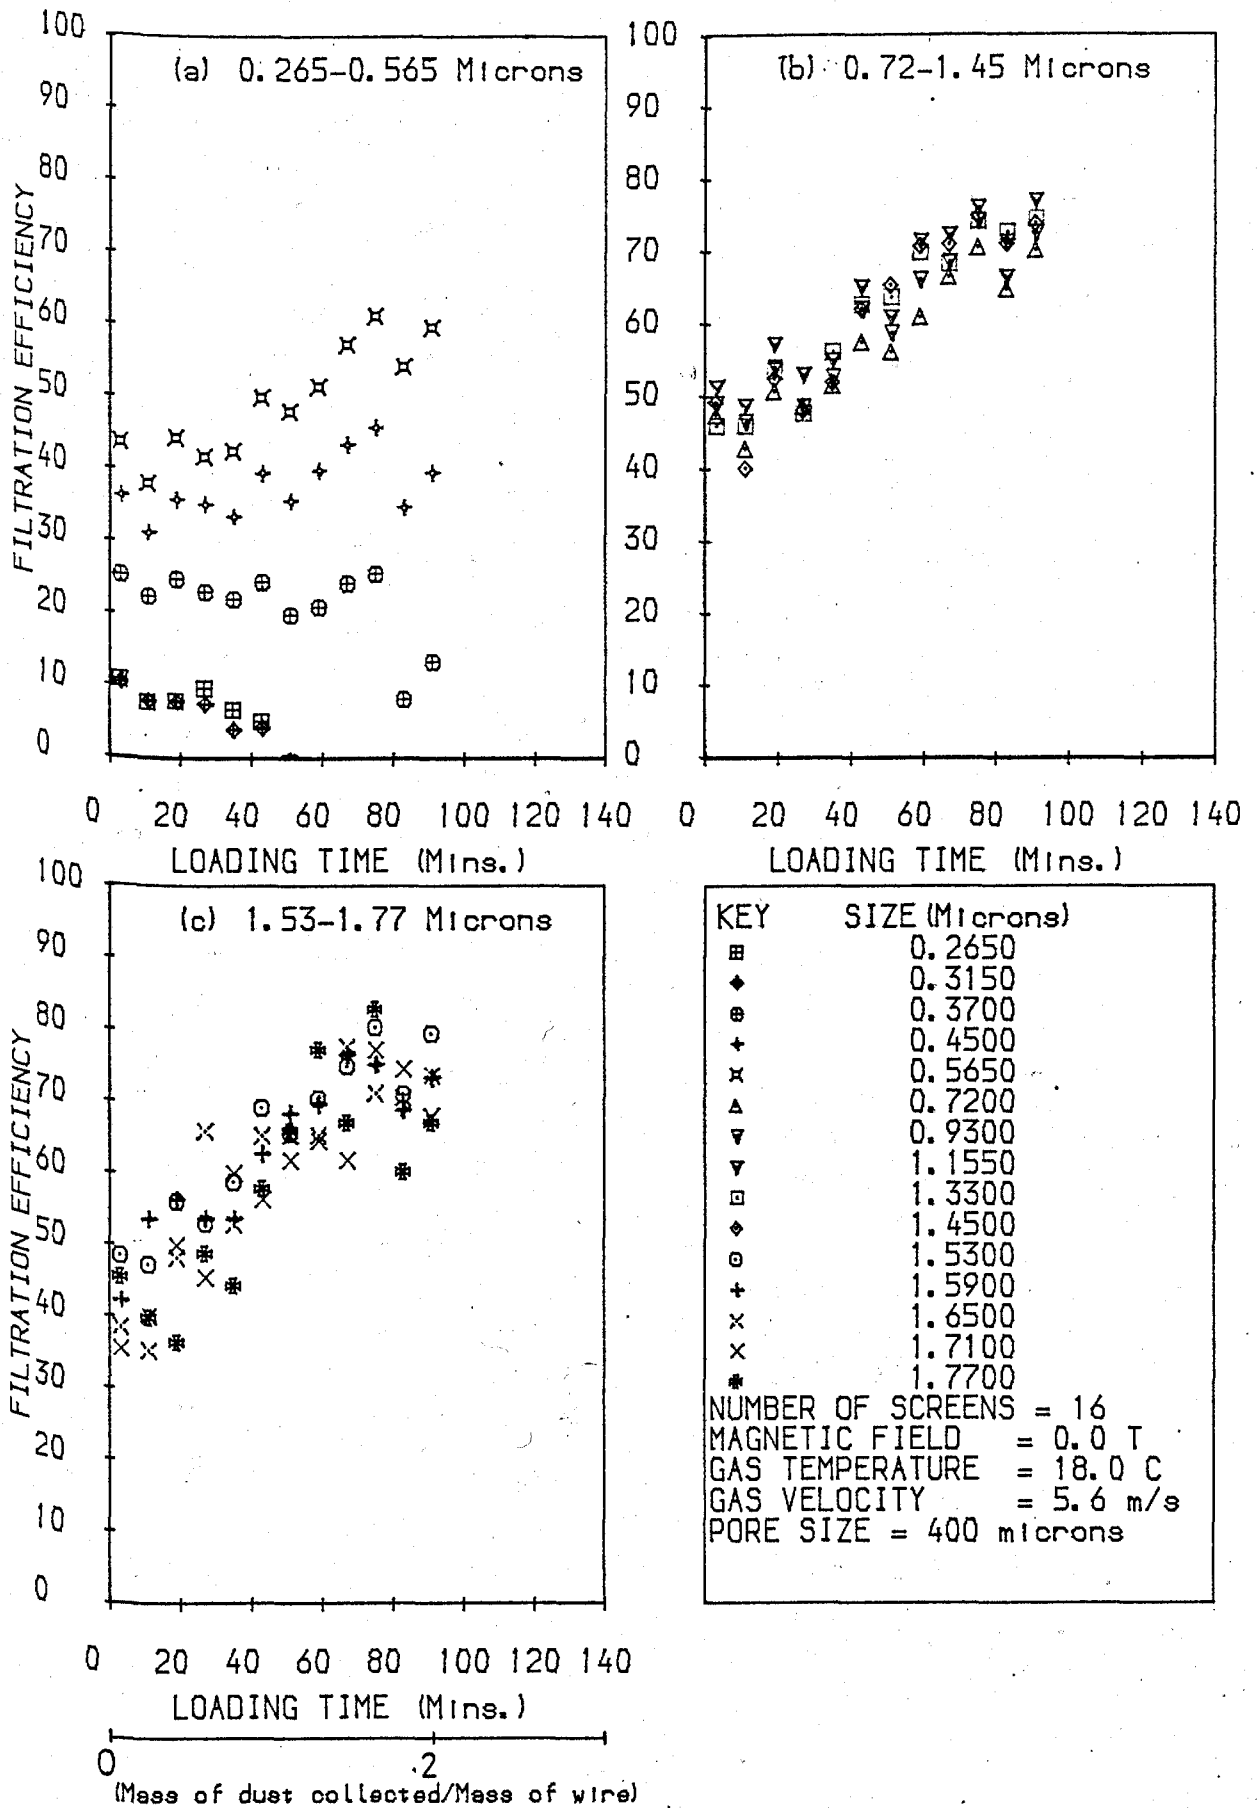 (a) 0.265-0.565 Microns
FILTRATION EFFICIENCY
100
90
80
70
60
50
40
30
20
10
0
0 20 40 60 80 100 120 140
LOADING TIME (Mins.)
(b) 0.72-1.45 Microns
100
90
80
70
60
50
40
30
20
10
0
0 20 40 60 80 100 120 140
LOADING TIME (Mins.)
(c) 1.53-1.77 Microns
FILTRATION EFFICIENCY
100
90
80
70
60
50
40
30
20
10
0
0 20 40 60 80 100 120 140
LOADING TIME (Mins.)
0 .2
(Mass of dust collected/Mass of wire)
KEY SIZE (Microns)
0.2650
0.3150
0.3700
0.4500
0.5650
0.7200
0.9300
1.1550
1.3300
1.4500
1.5300
1.5900
1.6500
1.7100
1.7700
NUMBER OF SCREENS = 16
MAGNETIC FIELD = 0.0 T
GAS TEMPERATURE = 18.0 C
GAS VELOCITY = 5.6 m/s
PORE SIZE = 400 microns